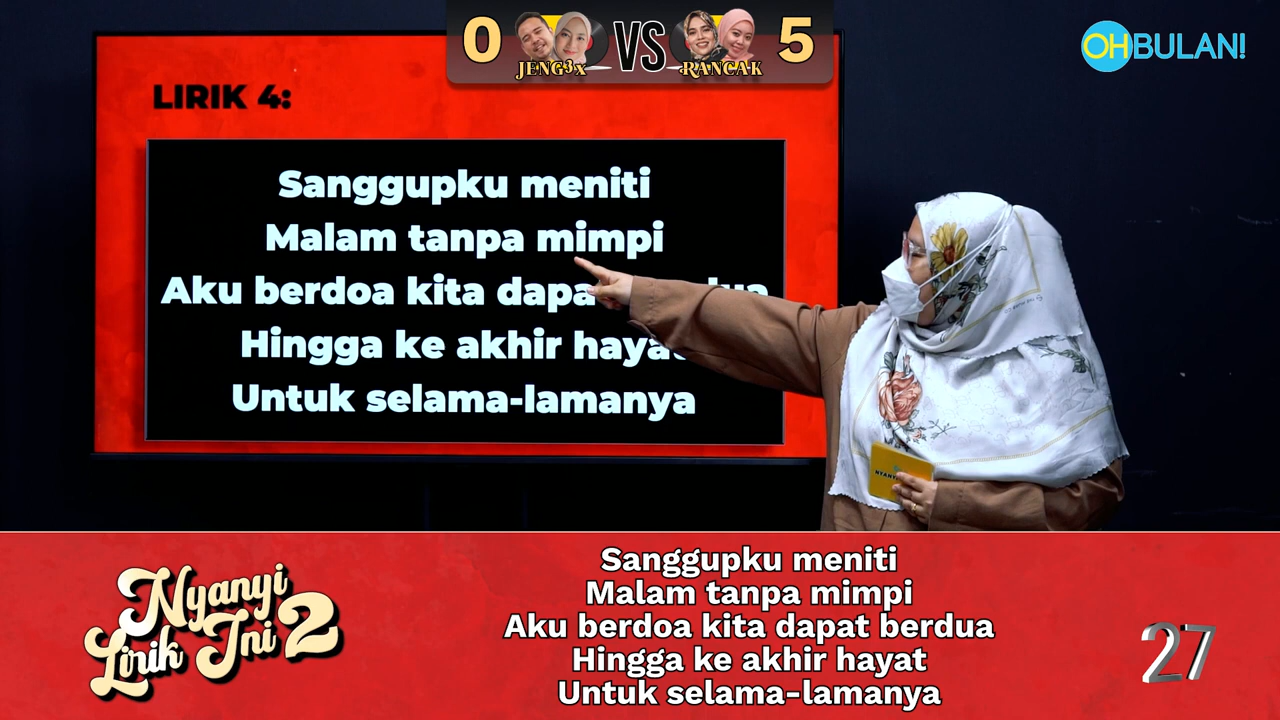 0 JENG3X VS RANCAK 5
OHBULAN!
LIRIK 4:
Sanggupku meniti
Malam tanpa mimpi
Aku berdoa kita dapa
Hingga ke akhir hayat
Untuk selama-lamanya
Nyanyi
Lirik Ini 2
Sanggupku meniti
Malam tanpa mimpi
Aku berdoa kita dapat berdua
Hingga ke akhir hayat
Untuk selama-lamanya
27